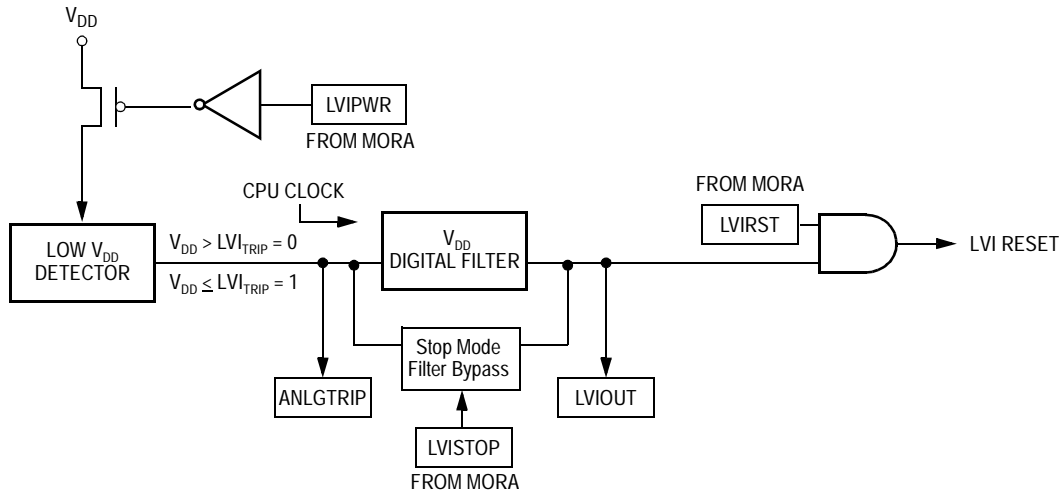 VDD
LVIPWR
FROM MORA
CPU CLOCK
FROM MORA
LVIRST
LOW VDD
DETECTOR
VDD > LVITRIP = 0
VDD ≤ LVITRIP = 1
VDD
DIGITAL FILTER
LVI RESET
Stop Mode
Filter Bypass
ANLGTRIP
LVIOUT
LVISTOP
FROM MORA